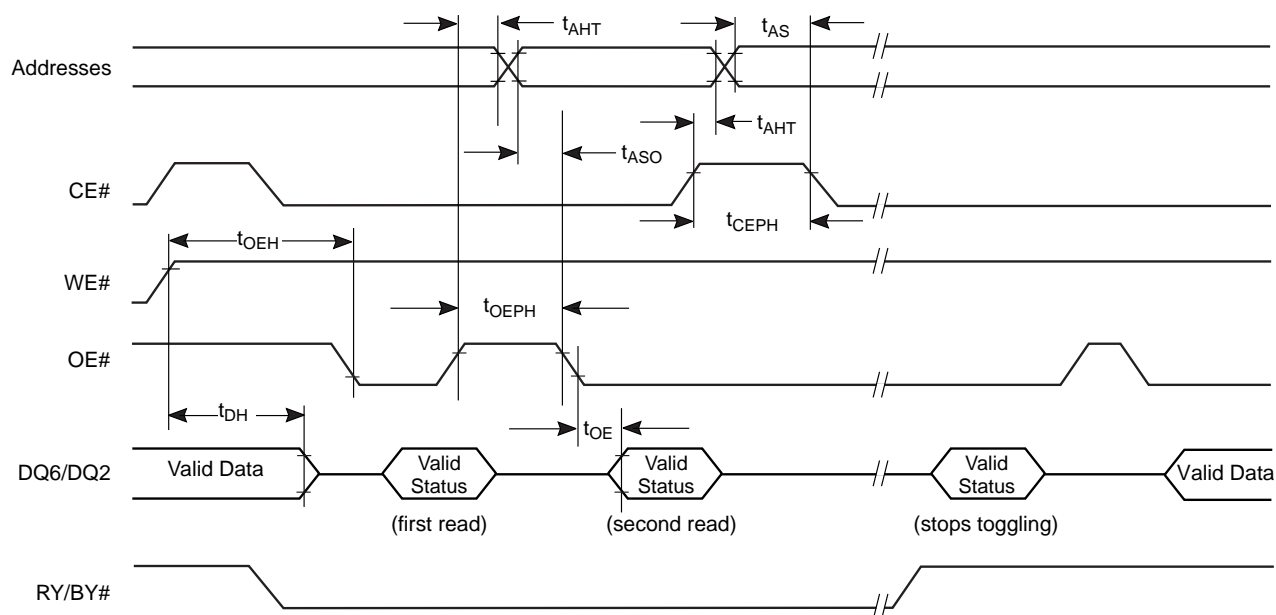 tAHT
tAS
Addresses
tAHT
tASO
CE#
tCEPH
tOEH
WE#
tOEPH
OE#
tDH
tOE
DQ6/DQ2
Valid Data
Valid
Status
Valid
Status
Valid
Status
Valid Data
(first read)
(second read)
(stops toggling)
RY/BY#